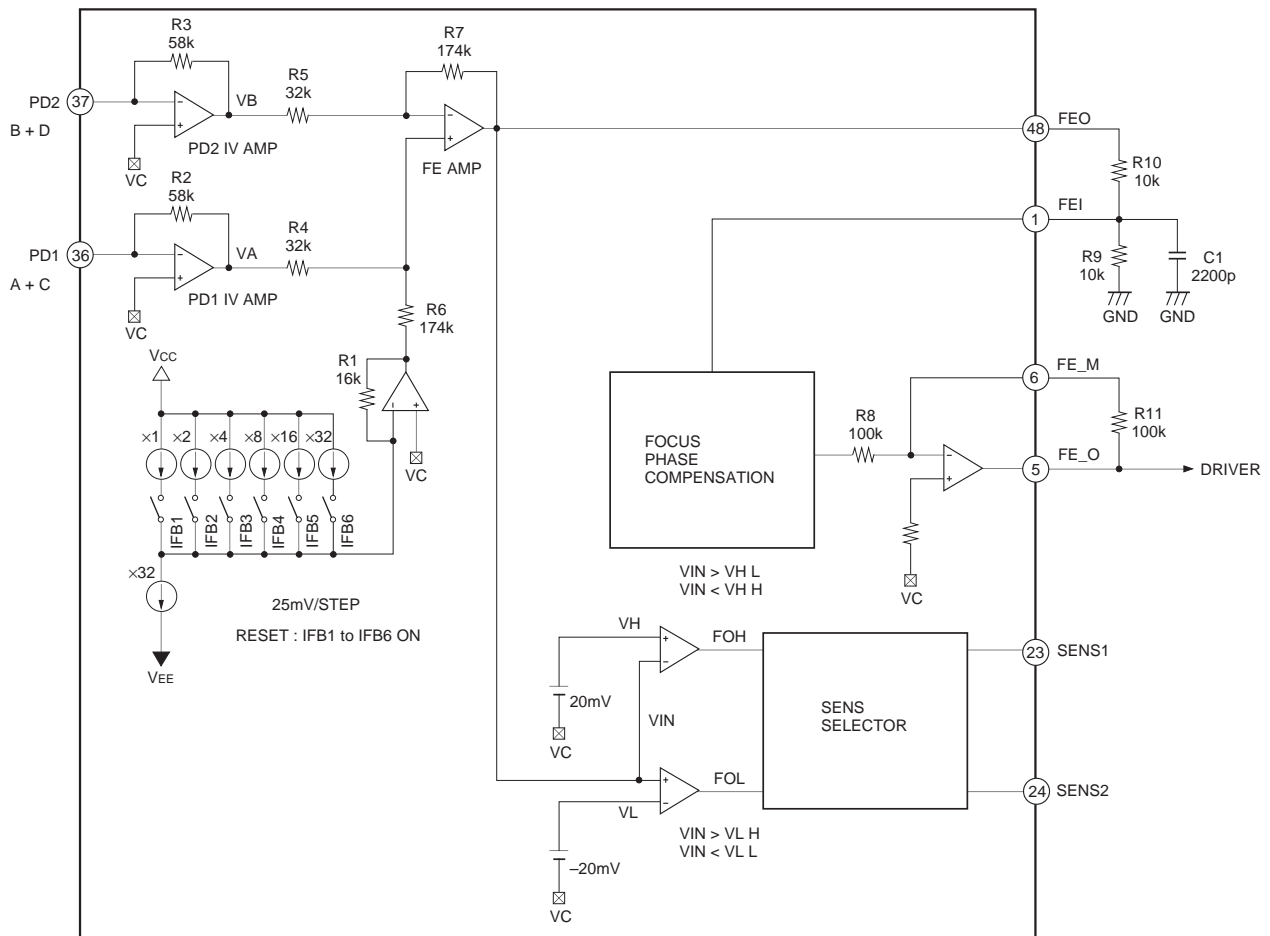 R3
58k
R7
174k
R5
32k
PD2
37
VB
B + D
−
+
PD2 IV AMP
VC
−
+
FE AMP
48
FEO
R10
10k
R2
58k
R4
32k
PD1
36
VA
A + C
−
+
PD1 IV AMP
VC
1
FEI
R9
10k
C1
2200p
GND
GND
R6
174k
VCC
R1
16k
−
+
VC
×1
×2
×4
×8
×16
×32
IFB1
IFB2
IFB3
IFB4
IFB5
IFB6
×32
VEE
25mV/STEP
RESET : IFB1 to IFB6 ON
FOCUS
PHASE
COMPENSATION
R8
100k
6
FE_M
R11
100k
−
+
5
FE_O
DRIVER
VC
VIN > VH L
VIN < VH H
VH
+
−
FOH
20mV
VC
VIN
SENS
SELECTOR
23
SENS1
+
−
FOL
VL
24
SENS2
VIN > VL H
VIN < VL L
–20mV
VC